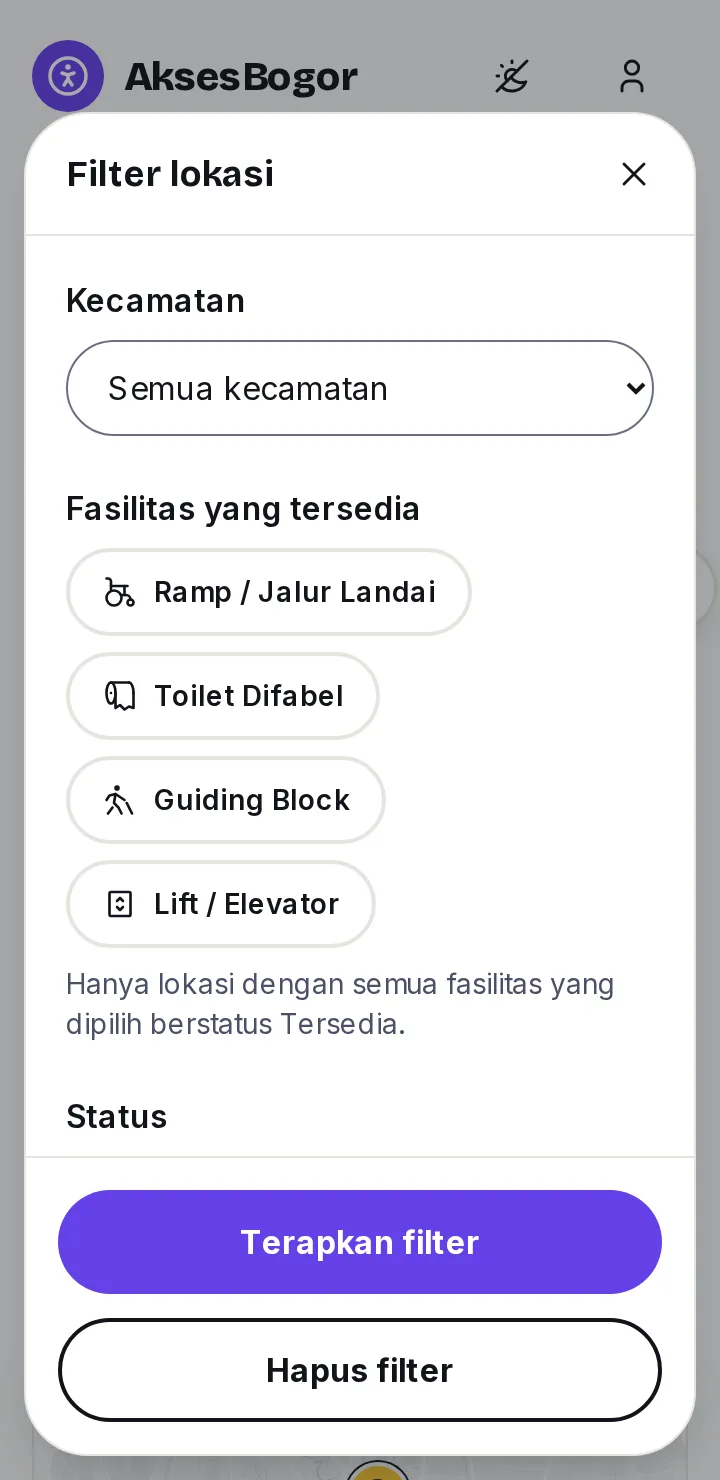 AksesBogor
Filter lokasi
Kecamatan
Semua kecamatan
Fasilitas yang tersedia
Ramp / Jalur Landai
Toilet Difabel
Guiding Block
Lift / Elevator
Hanya lokasi dengan semua fasilitas yang
dipilih berstatus Tersedia.
Status
Terapkan filter
Hapus filter